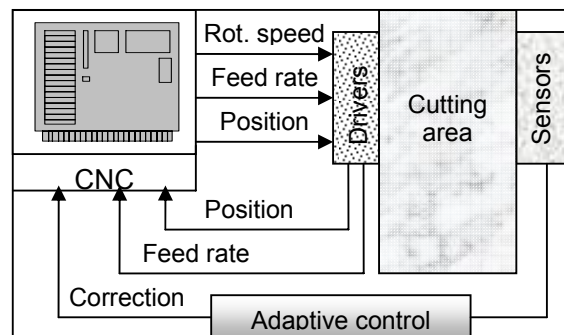 Rot. speed
Feed rate
Position
Drivers
Cutting
area
Sensors
CNC
Position
Feed rate
Correction
Adaptive control